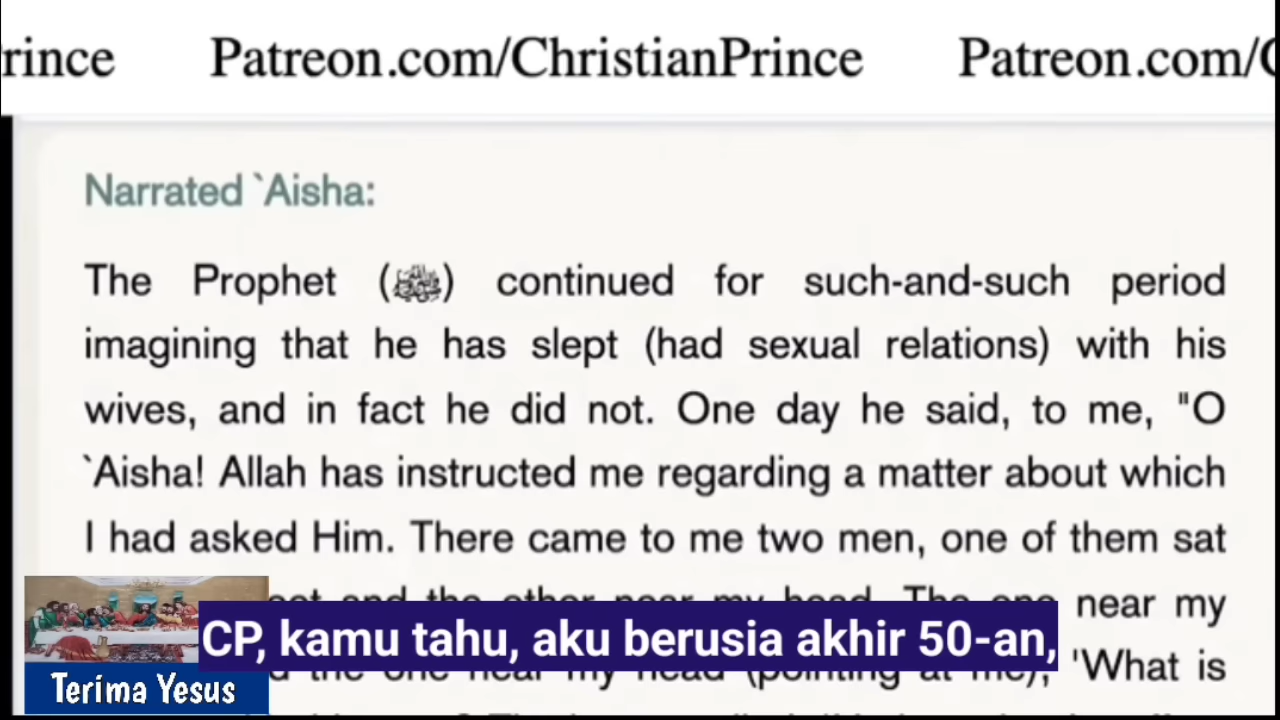 rince Patreon.com/ChristianPrince Patreon.com/
Narrated `Aisha:
The Prophet (ﷺ) continued for such-and-such period
imagining that he has slept (had sexual relations) with his
wives, and in fact he did not. One day he said, to me, "O
`Aisha! Allah has instructed me regarding a matter about which
I had asked Him. There came to me two men, one of them sat
near my
CP, kamu tahu, aku berusia akhir 50-an,
'What is
Terima Yesus